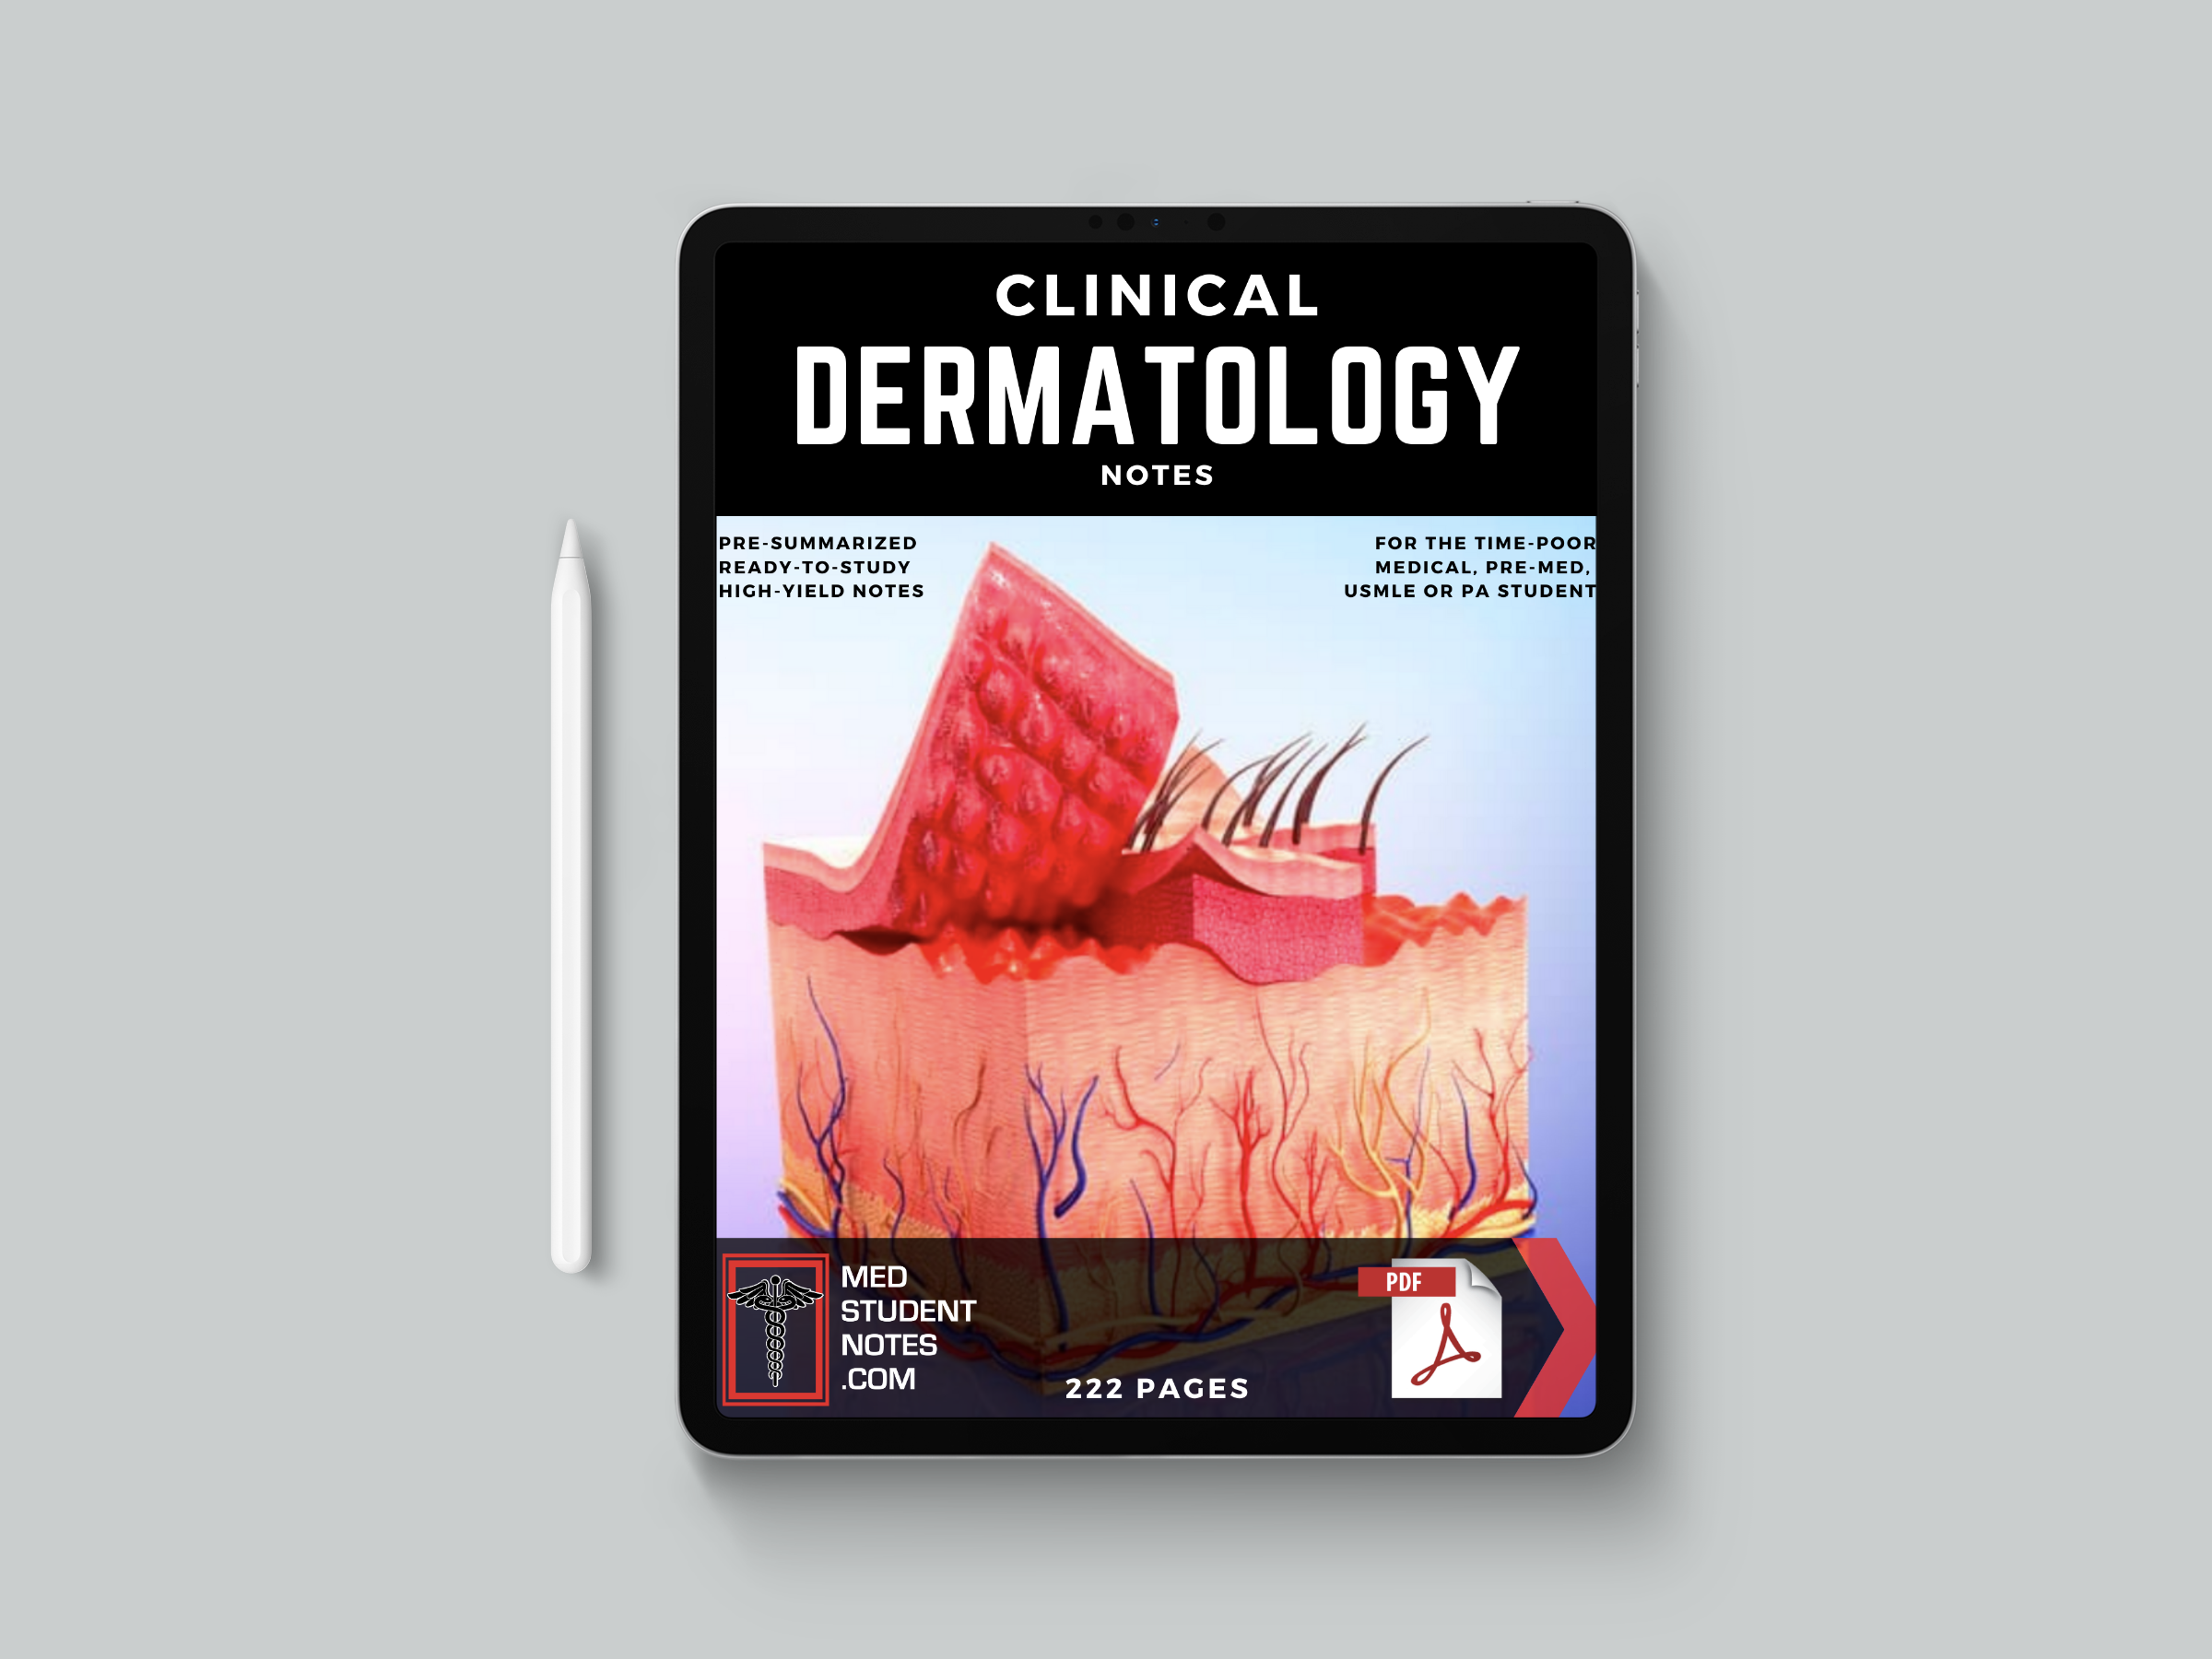 CLINICAL
DERMATOLOGY
NOTES
PRE-SUMMARIZED
READY-TO-STUDY
HIGH-YIELD NOTES
FOR THE TIME-POOR
MEDICAL, PRE-MED,
USMLE OR PA STUDENT
MED
STUDENT
NOTES
.COM
222 PAGES
PDF